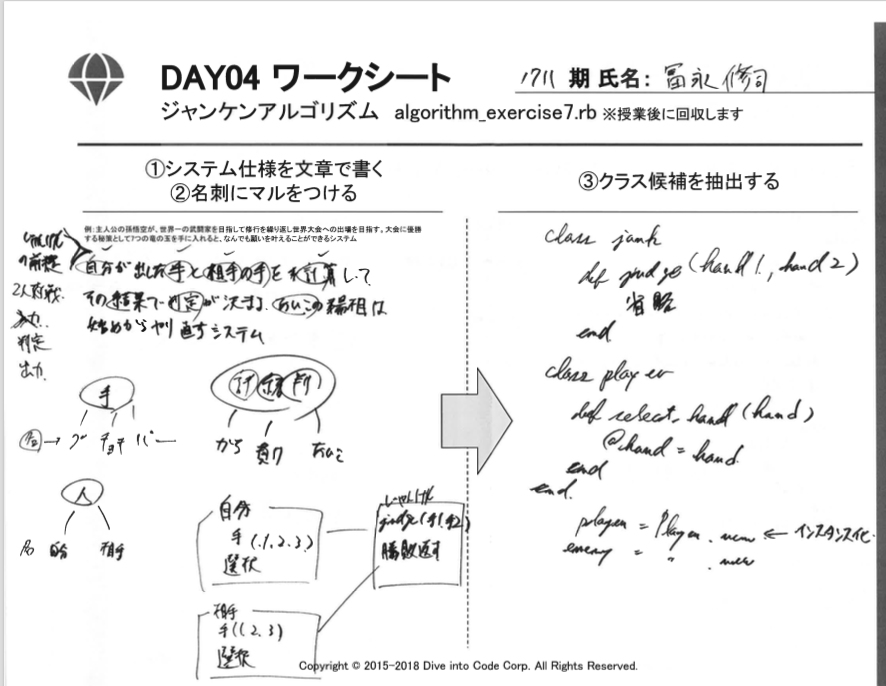 DAY04 ワークシート
1711 期 氏名: 冨永 修司
ジャンケンアルゴリズム algorithm_exercise7.rb ※授業後に回収します
①システム仕様を文章で書く
②名刺にマルをつける
例：主人公の孫悟空が、世界一の武闘家を目指して修行を繰り返し世界大会への出場を目指す。大会に優勝
する秘策として7つの竜の玉を手に入れると、なんでも願いを叶えることができるシステム
じゃんけん
の前提
2人対戦
入力
判定
出力
自分が出した手と相手の手を計算して
その結果で判定が決まる。あいこの場合は
始めからやり直すシステム
手
グー チョキ パー
計 結 判
かち 負け あいこ
人
名 自分 相手
自分
手 (1.2.3)
選択
じゃんけん
judge(手1,手2)
勝敗返す
相手
手(1.2.3)
選択
③クラス候補を抽出する
class jank
def judge(hand1, hand2)
省略
end
class player
def select_hand(hand)
@hand = hand
end
end.
player = Player.new ← インスタンス化
enemy = 〃 .new
Copyright © 2015-2018 Dive into Code Corp. All Rights Reserved.